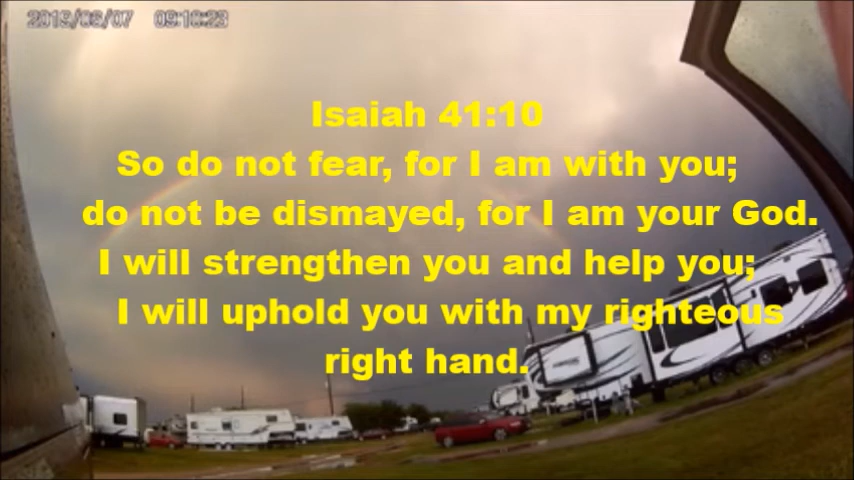 2015/06/07 09:10:23
Isaiah 41:10
So do not fear, for I am with you;
do not be dismayed, for I am your God.
I will strengthen you and help you;
I will uphold you with my righteous
right hand.